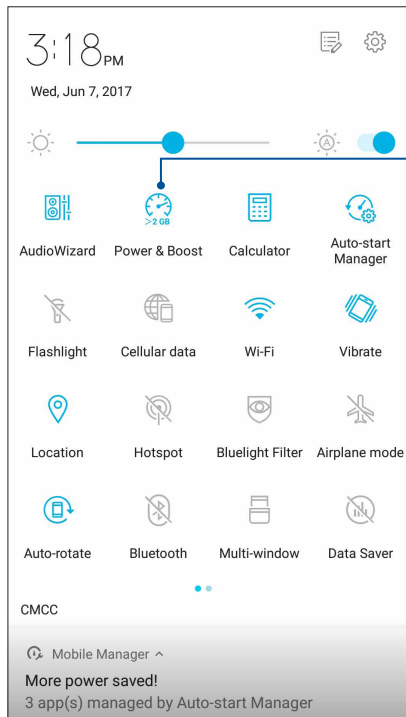 3:18PM
Wed, Jun 7, 2017
A
>2 GB
AudioWizard Power & Boost Calculator Auto-start
Manager
Flashlight Cellular data Wi-Fi Vibrate
Location Hotspot Bluelight Filter Airplane mode
Auto-rotate Bluetooth Multi-window Data Saver
CMCC
Mobile Manager
More power saved!
3 app(s) managed by Auto-start Manager